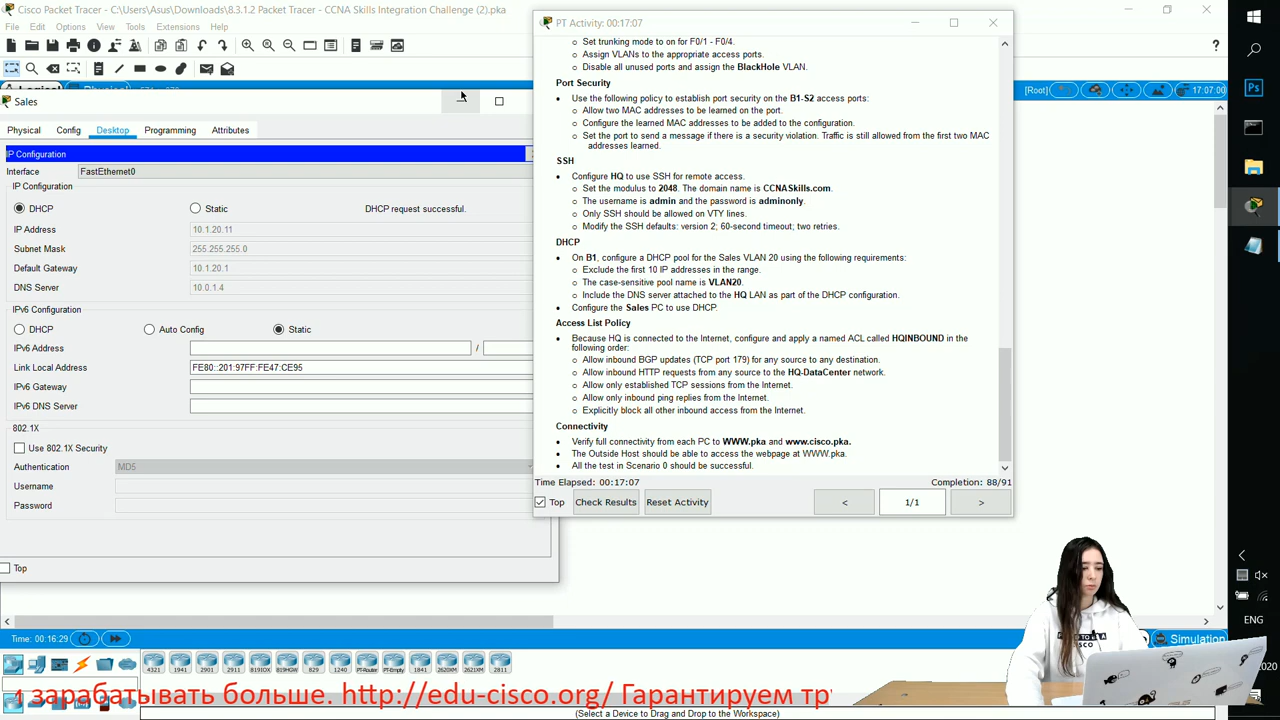 Cisco Packet Tracer - C:\Users\Asus\Downloads\8.3.1.2 Packet Tracer - CCNA Skills Integration Challenge (2).pka
File Edit Options View Tools Extensions Help
[Root]
17:07:00
Sales
Physical Config Desktop Programming Attributes
IP Configuration
Interface FastEthernet0
IP Configuration
DHCP Static DHCP request successful.
IP Address 10.1.20.11
Subnet Mask 255.255.255.0
Default Gateway 10.1.20.1
DNS Server 10.0.1.4
IPv6 Configuration
DHCP Auto Config Static
IPv6 Address /
Link Local Address FE80::201:97FF:FE47:CE95
IPv6 Gateway
IPv6 DNS Server
802.1X
Use 802.1X Security
Authentication MD5
Username
Password
Top
PT Activity: 00:17:07
Set trunking mode to on for F0/1 - F0/4.
Assign VLANs to the appropriate access ports.
Disable all unused ports and assign the BlackHole VLAN.
Port Security
Use the following policy to establish port security on the B1-S2 access ports:
Allow two MAC addresses to be learned on the port.
Configure the learned MAC addresses to be added to the configuration.
Set the port to send a message if there is a security violation. Traffic is still allowed from the first two MAC
addresses learned.
SSH
Configure HQ to use SSH for remote access.
Set the modulus to 2048. The domain name is CCNASkills.com.
The username is admin and the password is adminonly.
Only SSH should be allowed on VTY lines.
Modify the SSH defaults: version 2; 60-second timeout; two retries.
DHCP
On B1, configure a DHCP pool for the Sales VLAN 20 using the following requirements:
Exclude the first 10 IP addresses in the range.
The case-sensitive pool name is VLAN20.
Include the DNS server attached to the HQ LAN as part of the DHCP configuration.
Configure the Sales PC to use DHCP.
Access List Policy
Because HQ is connected to the Internet, configure and apply a named ACL called HQINBOUND in the
following order:
Allow inbound BGP updates (TCP port 179) for any source to any destination.
Allow inbound HTTP requests from any source to the HQ-DataCenter network.
Allow only established TCP sessions from the Internet.
Allow only inbound ping replies from the Internet.
Explicitly block all other inbound access from the Internet.
Connectivity
Verify full connectivity from each PC to WWW.pka and www.cisco.pka.
The Outside Host should be able to access the webpage at WWW.pka.
All the test in Scenario 0 should be successful.
Time Elapsed: 00:17:07 Completion: 88/91
Top Check Results Reset Activity < 1/1 >
Time: 00:16:29
Simulation
ENG
4321 1941 2901 2911 819IOX 819HGW 829 1240 PT-Router PT-Empty 1841 2620XM 2621XM 2811
зарабатывать больше. http://edu-cisco.org/ Гарантируем тр
(Select a Device to Drag and Drop to the Workspace)